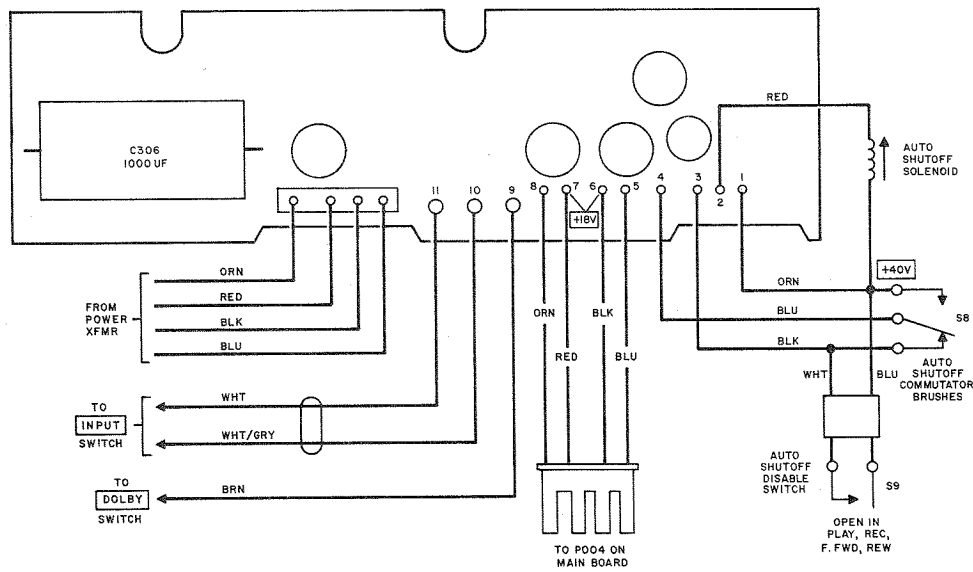 RED
C306
1000UF
AUTO
SHUTOFF
SOLENOID
11
10
9
8
7
6
5
4
3
2
1
+18V
+40V
ORN
RED
BLK
BLU
FROM
POWER
XFMR
ORN
RED
BLK
BLU
ORN
BLU
BLK
S8
WHT
BLU
AUTO
SHUTOFF
COMMUTATOR
BRUSHES
TO
INPUT
SWITCH
WHT
WHT/GRY
TO
DOLBY
SWITCH
BRN
AUTO
SHUTOFF
DISABLE
SWITCH
S9
OPEN IN
PLAY, REC,
F. FWD, REW
TO P004 ON
MAIN BOARD